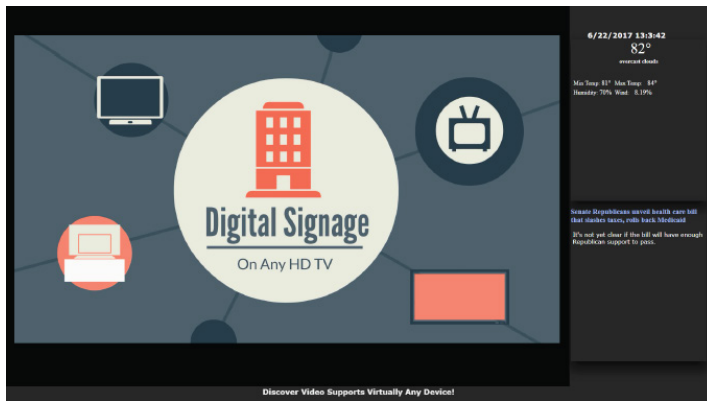 Digital Signage
On Any HD TV
6/22/2017 13:3:42
82°
overcast clouds
Min Temp: 81° Max Temp: 84°
Humidity: 70% Wind: 8.19%
Senate Republicans unveil health care bill
that slashes taxes, rolls back Medicaid
It's not yet clear if the bill will have enough
Republican support to pass.
Discover Video Supports Virtually Any Device!